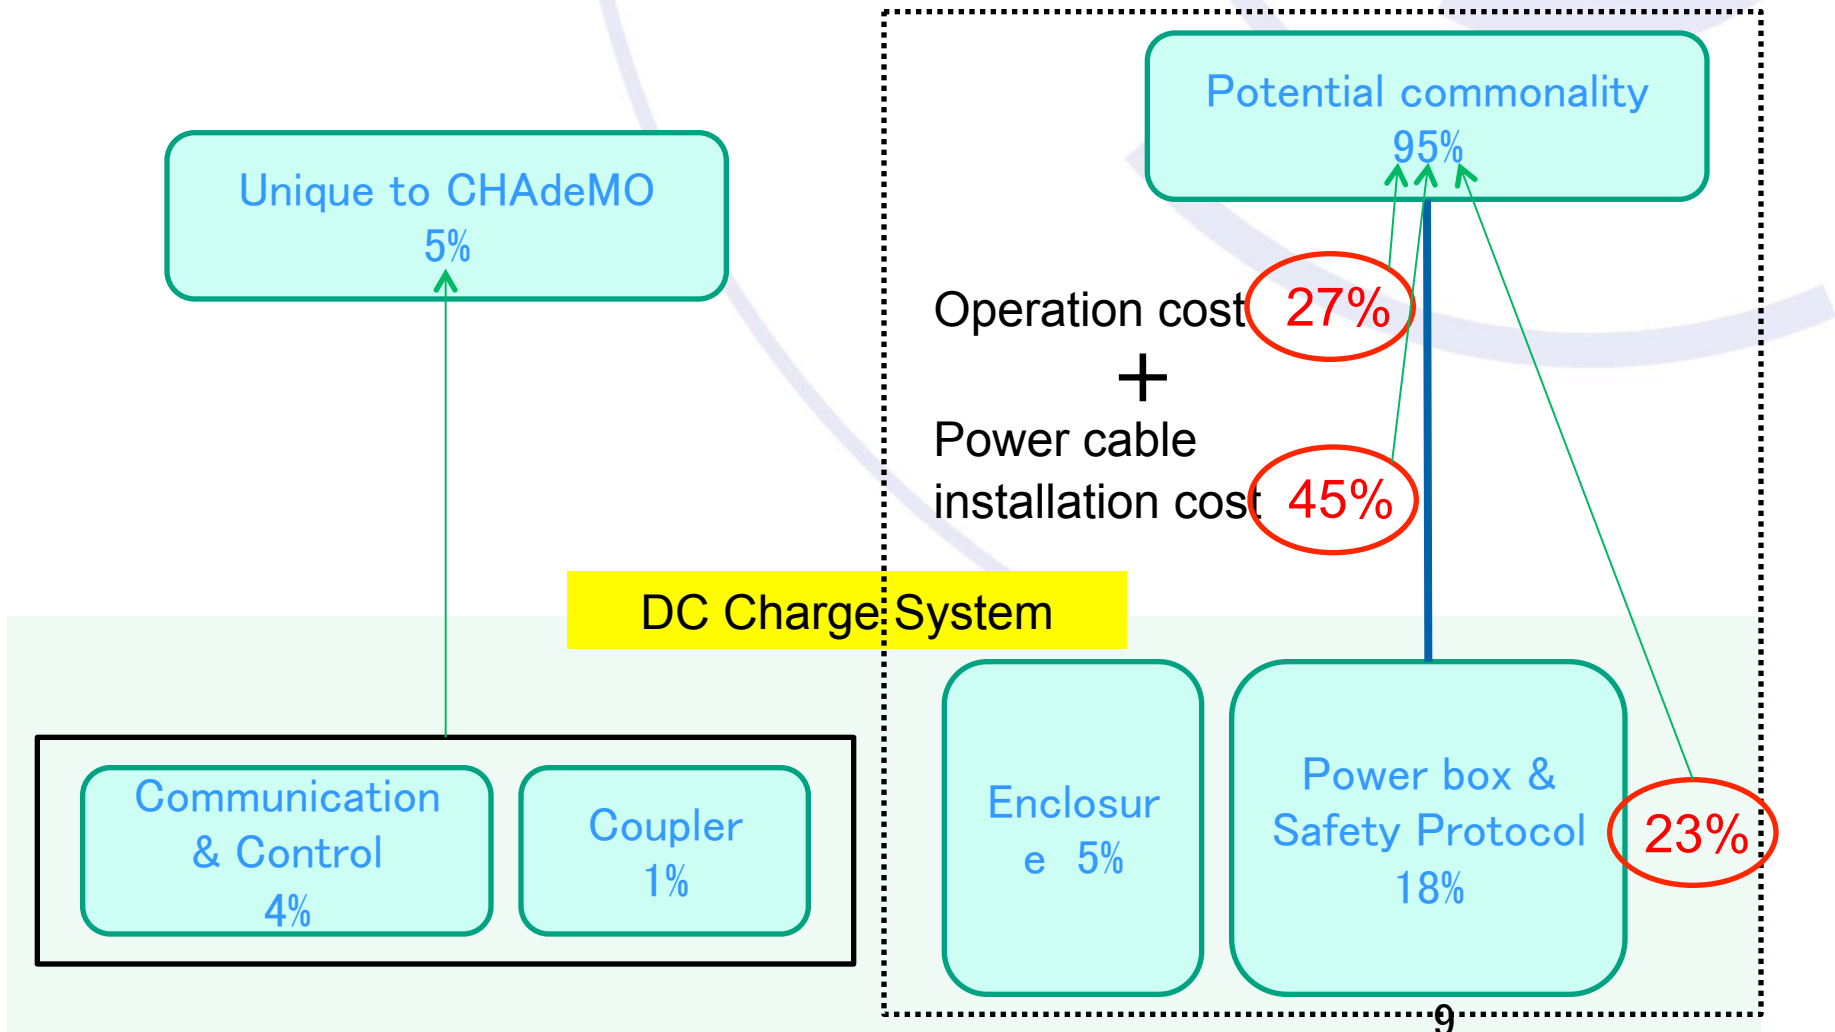 Potential commonality
95%
Unique to CHAdeMO
5%
Operation cost 27%
+
Power cable
installation cost 45%
DC Charge System
Communication
& Control
4%
Coupler
1%
Enclosur
e 5%
Power box &
Safety Protocol
18%
23%
9